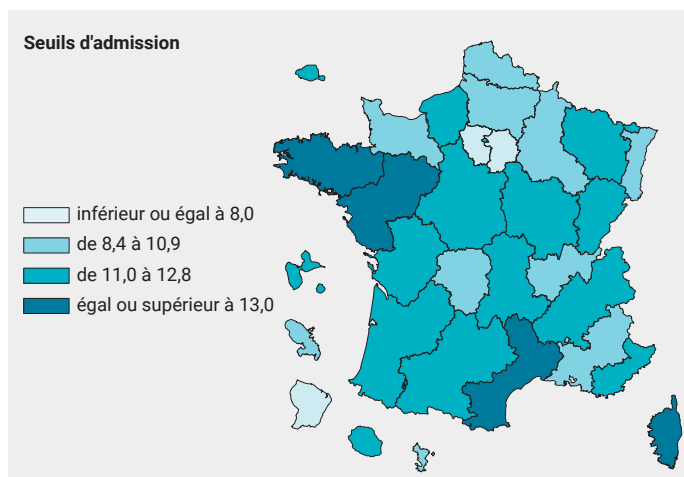 Seuils d'admission
inférieur ou égal à 8,0
de 8,4 à 10,9
de 11,0 à 12,8
égal ou supérieur à 13,0